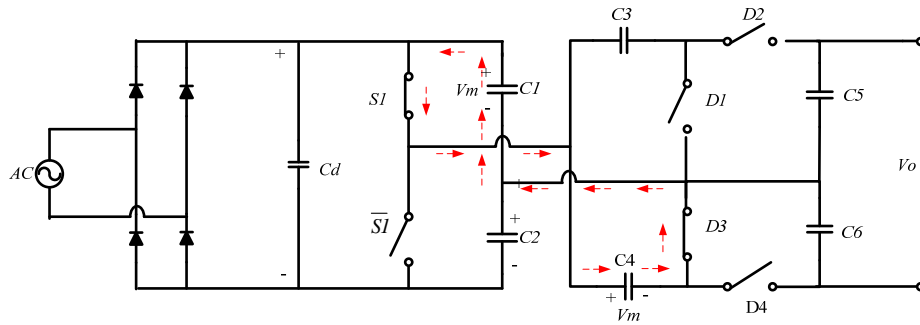 C3
D2
+
+
S1
Vm
C1
-
D1
C5
AC
Cd
Vo
+
S1
+
C2
D3
C6
-
-
C4
+
-
Vm
D4